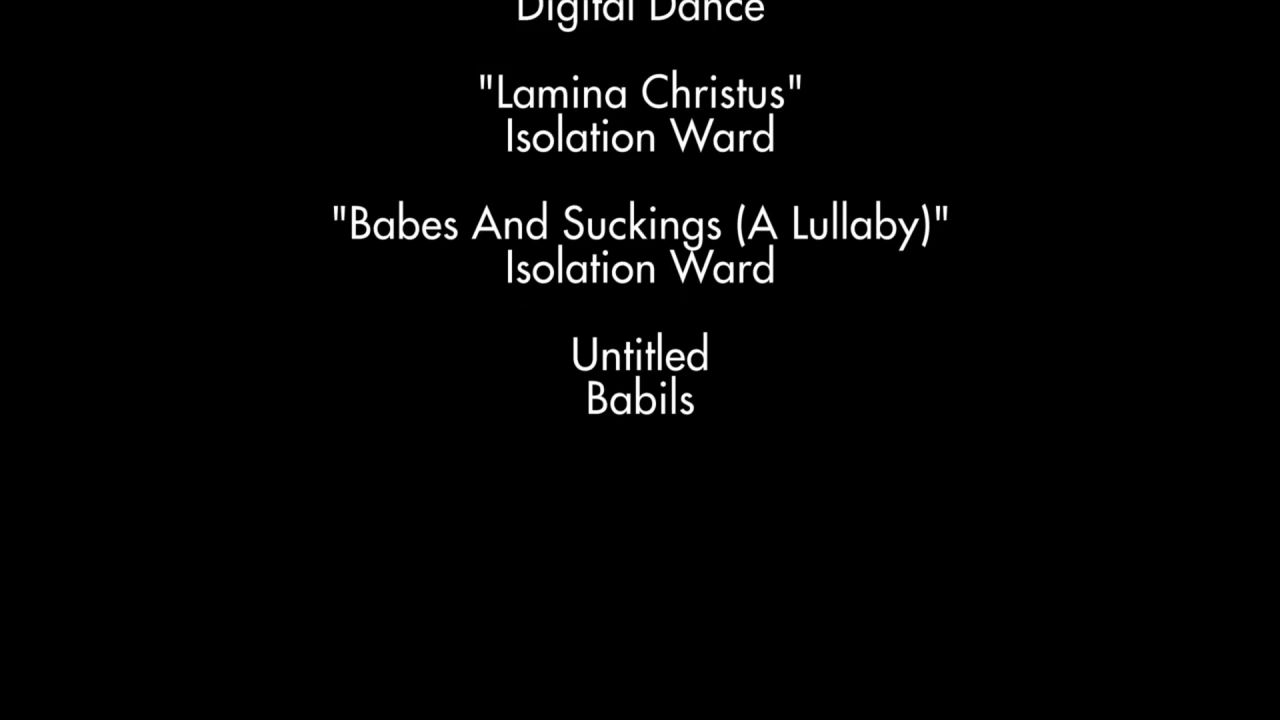 Digital Dance
"Lamina Christus"
Isolation Ward
"Babes And Suckings (A Lullaby)"
Isolation Ward
Untitled
Babils